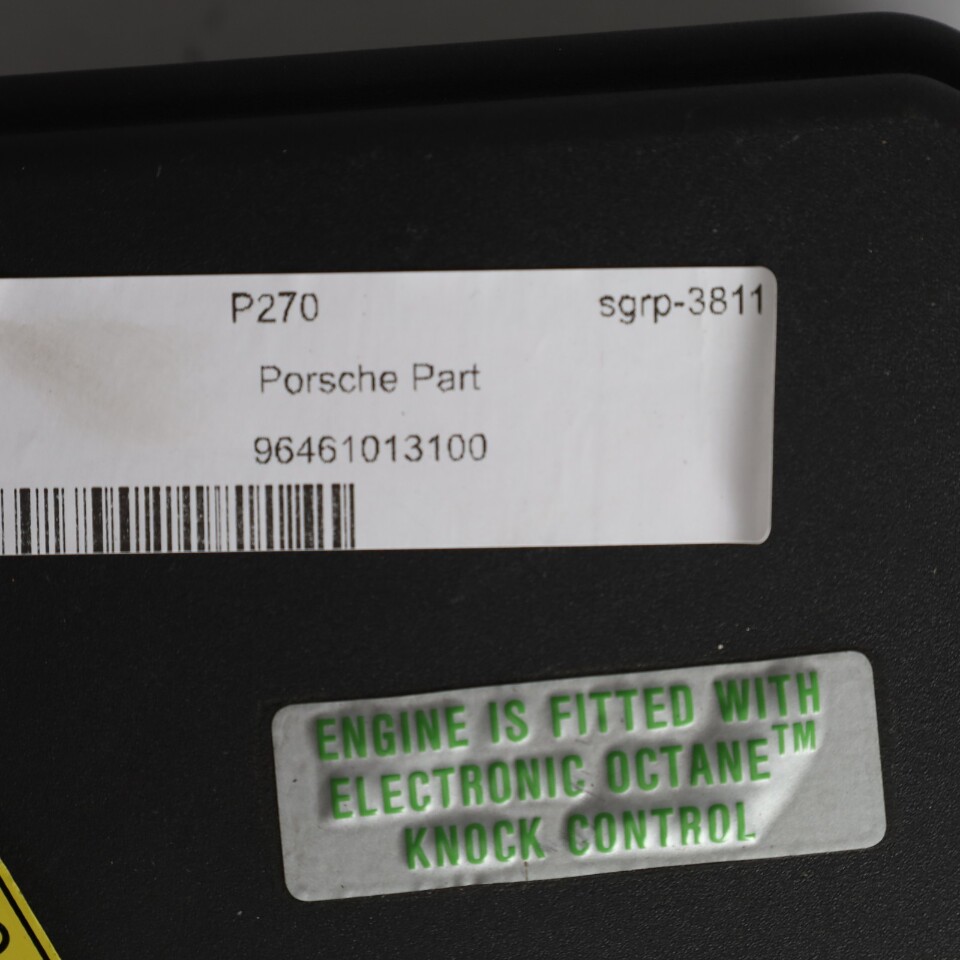 P270 sgrp-3811
Porsche Part
96461013100
ENGINE IS FITTED WITH
ELECTRONIC OCTANE™
KNOCK CONTROL